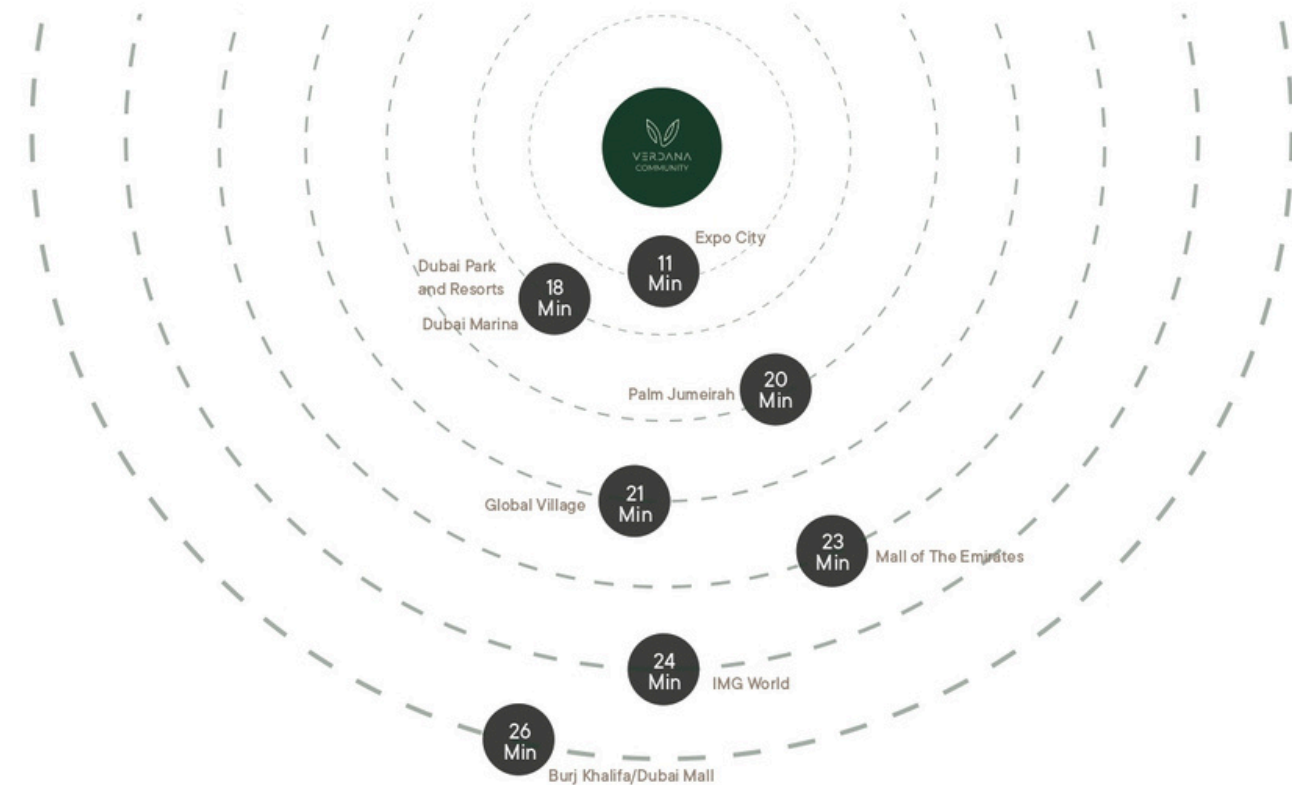 VERDANA
COMMUNITY
Expo City
11
Min
Dubai Park
and Resorts
18
Min
Dubai Marina
20
Min
Palm Jumeirah
21
Min
Global Village
23
Min
Mall of The Emirates
24
Min
IMG World
26
Min
Burj Khalifa/Dubai Mall